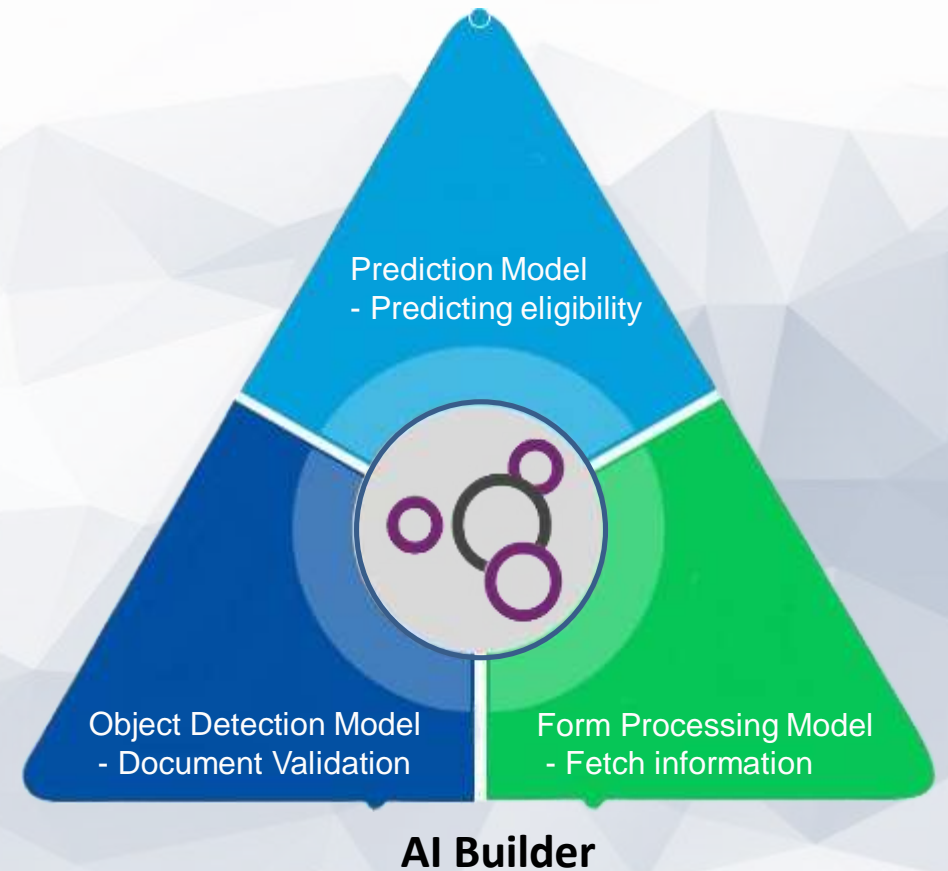 Prediction Model
- Predicting eligibility
Object Detection Model
- Document Validation
Form Processing Model
- Fetch information
AI Builder